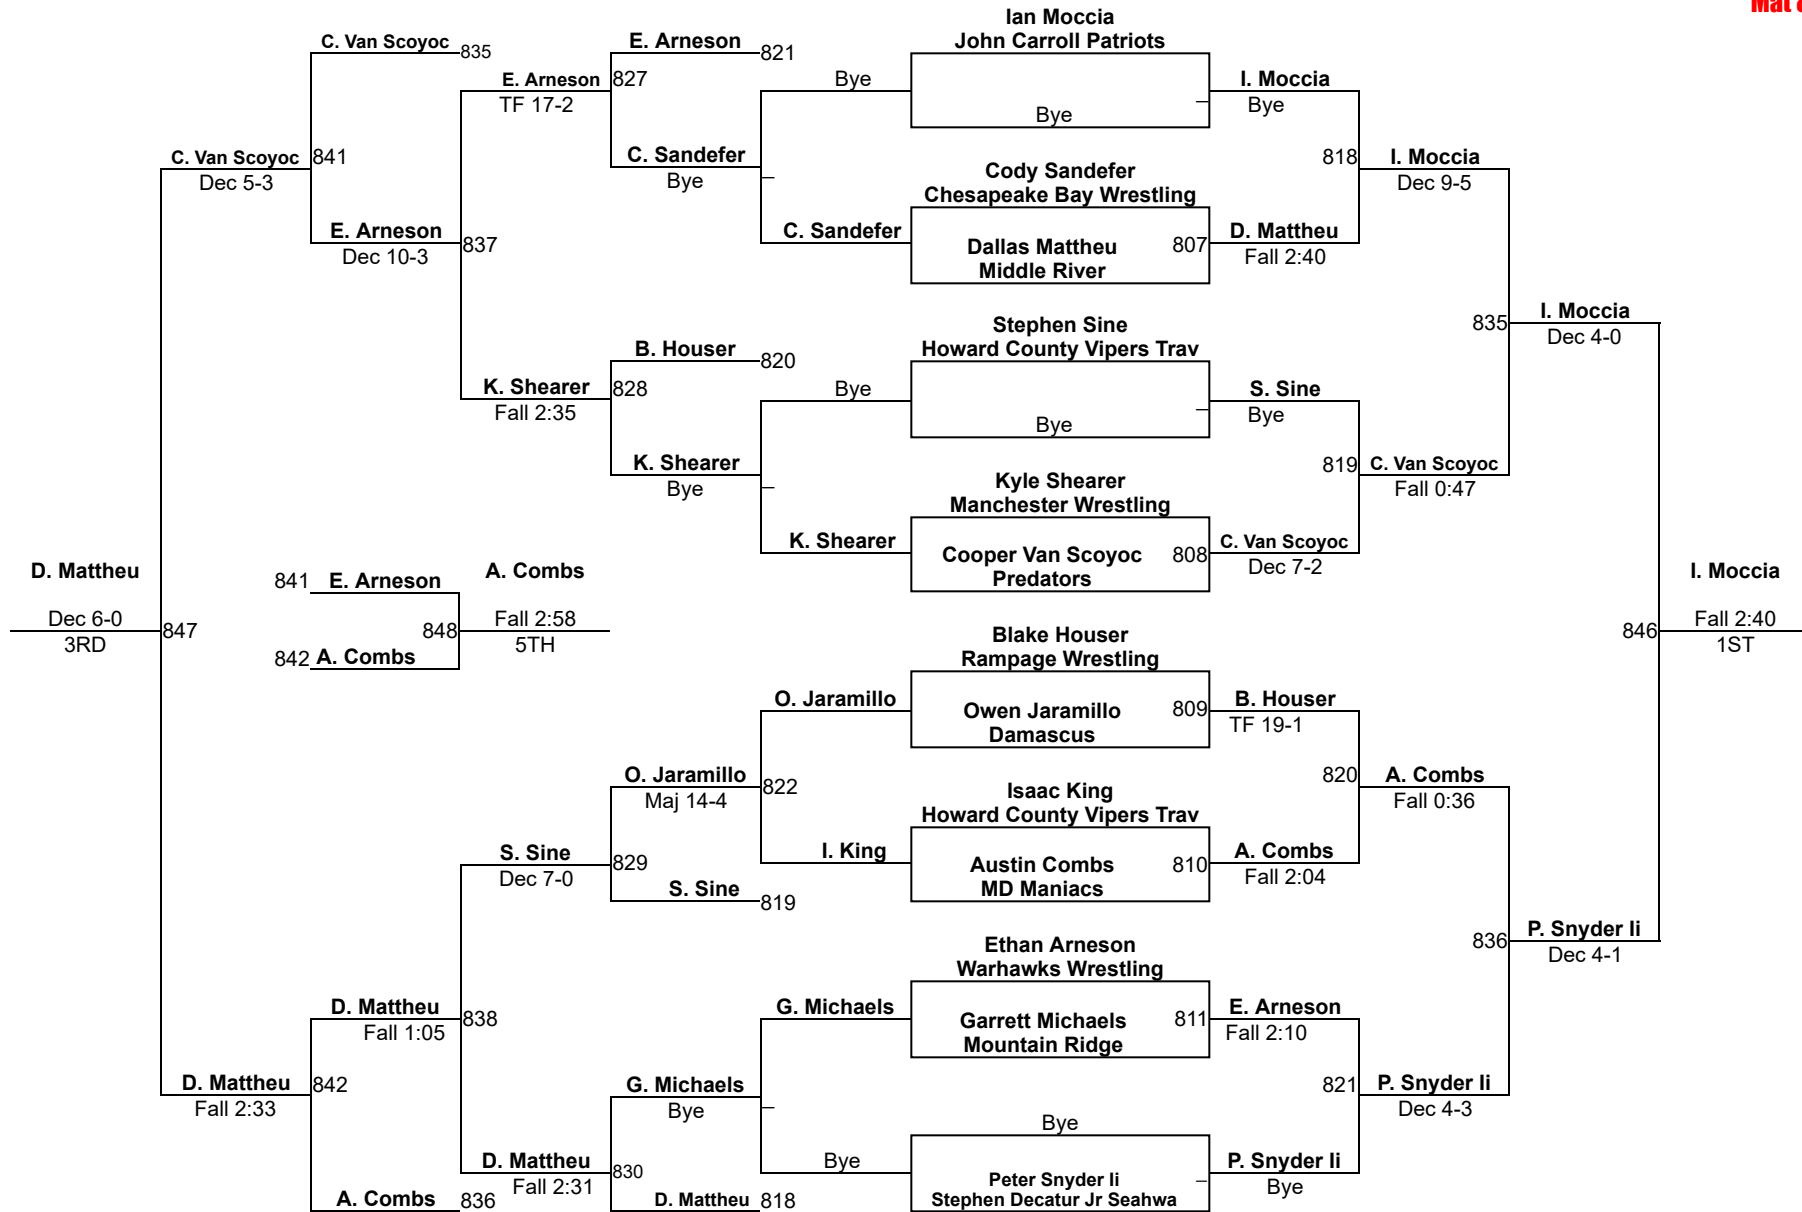 Mat
Ian Moccia
John Carroll Patriots
C. Van Scoyoc 835
E. Arneson 821
E. Arneson 827
TF 17-2
Bye
Bye
–
I. Moccia
Bye
C. Sandefer
Bye
–
C. Van Scoyoc 841
Dec 5-3
818
I. Moccia
Dec 9-5
Cody Sandefer
Chesapeake Bay Wrestling
E. Arneson 837
Dec 10-3
C. Sandefer
Dallas Mattheu 807
Middle River
D. Mattheu
Fall 2:40
Stephen Sine
Howard County Vipers Trav
835
I. Moccia
Dec 4-0
B. Houser 820
K. Shearer 828
Fall 2:35
Bye
Bye
–
S. Sine
Bye
K. Shearer
Bye
–
819
C. Van Scoyoc
Fall 0:47
Kyle Shearer
Manchester Wrestling
K. Shearer
Cooper Van Scoyoc 808
Predators
C. Van Scoyoc
Dec 7-2
D. Mattheu
Dec 6-0
3RD
847
841 E. Arneson
842 A. Combs
848
A. Combs
Fall 2:58
5TH
I. Moccia
846
Fall 2:40
1ST
Blake Houser
Rampage Wrestling
O. Jaramillo
Owen Jaramillo 809
Damascus
B. Houser
TF 19-1
O. Jaramillo 822
Maj 14-4
820
A. Combs
Fall 0:36
Isaac King
Howard County Vipers Trav
S. Sine 829
Dec 7-0
I. King
Austin Combs 810
MD Maniacs
A. Combs
Fall 2:04
S. Sine 819
836
P. Snyder Ii
Dec 4-1
Ethan Arneson
Warhawks Wrestling
D. Mattheu 838
Fall 1:05
G. Michaels
Garrett Michaels 811
Mountain Ridge
E. Arneson
Fall 2:10
D. Mattheu 842
Fall 2:33
G. Michaels
Bye
–
821
P. Snyder Ii
Dec 4-3
Bye
D. Mattheu 830
Fall 2:31
Bye
Peter Snyder Ii –
Stephen Decatur Jr Seahwa
P. Snyder Ii
Bye
A. Combs 836
D. Mattheu 818